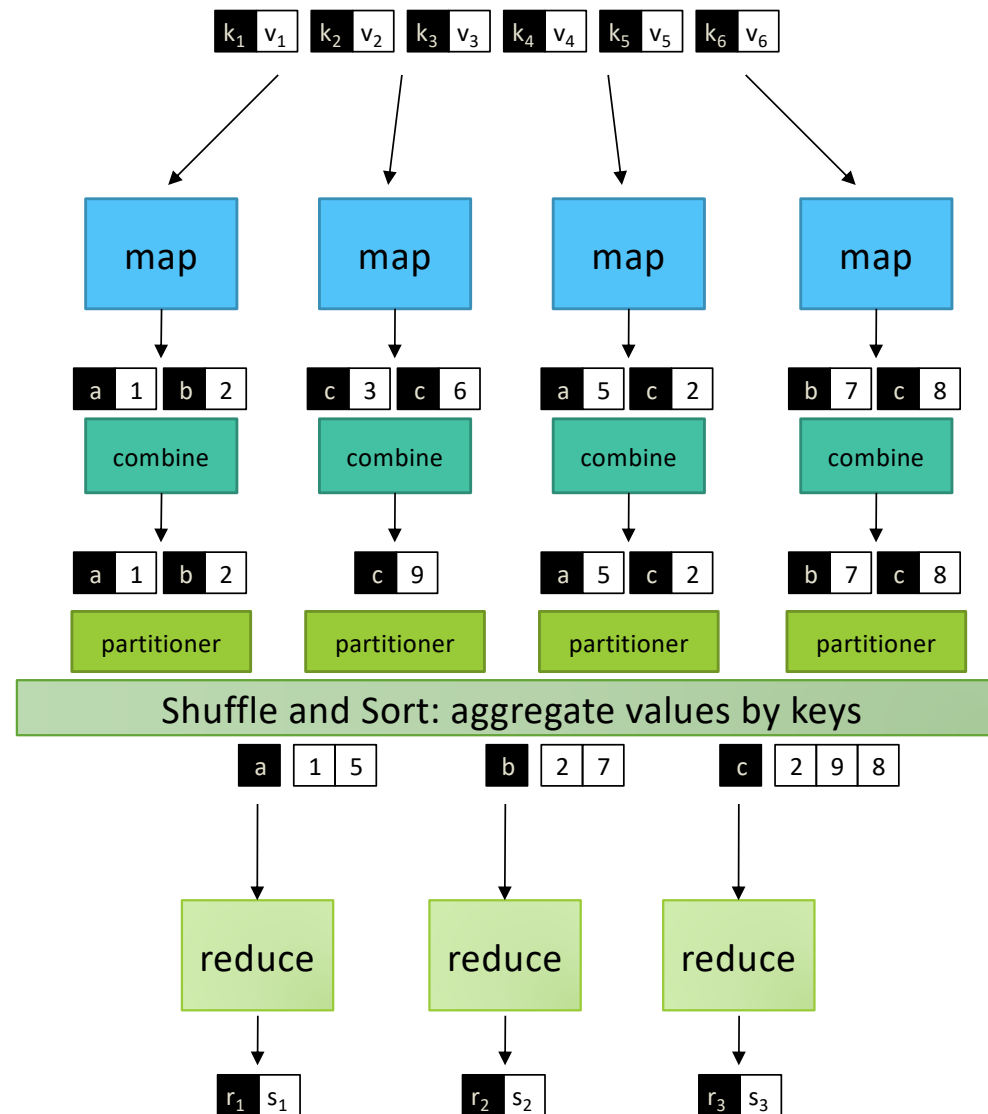 k₁ v₁ k₂ v₂ k₃ v₃ k₄ v₄ k₅ v₅ k₆ v₆
map map map map
a 1 b 2 c 3 c 6 a 5 c 2 b 7 c 8
combine combine combine combine
a 1 b 2 c 9 a 5 c 2 b 7 c 8
partitioner partitioner partitioner partitioner
Shuffle and Sort: aggregate values by keys
a 1 5 b 2 7 c 2 9 8
reduce reduce reduce
r₁ s₁ r₂ s₂ r₃ s₃